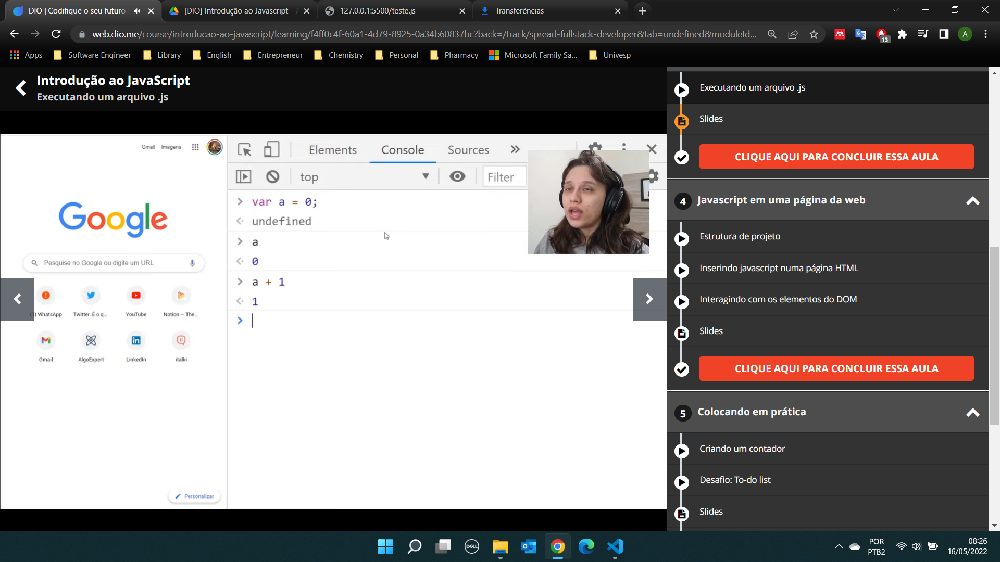 DIO | Codifique o seu futuro
[DIO] Introdução ao Javascript - A
127.0.0.1:5500/teste.js
Transferências
web.dio.me/course/introducao-ao-javascript/learning/f4ff0c4f-60a1-4d79-8925-0a34b60837bc?back=/track/spread-fullstack-developer&tab=undefined&moduleId...
13
A
Apps
Software Engineer
Library
English
Entrepreneur
Chemistry
Personal
Pharmacy
Microsoft Family Sa...
Univesp
Introdução ao JavaScript
Executando um arquivo .js
Gmail
Imagens
Google
Pesquise no Google ou digite um URL
) WhatsApp
Twitter. É o q...
YouTube
Notion – The...
Gmail
AlgoExpert
LinkedIn
italki
Personalizar
Elements
Console
Sources
»
top
Filter
> var a = 0;
undefined
> a
0
> a + 1
1
>
Executando um arquivo .js
Slides
CLIQUE AQUI PARA CONCLUIR ESSA AULA
4
Javascript em uma página da web
Estrutura de projeto
Inserindo javascript numa página HTML
Interagindo com os elementos do DOM
Slides
CLIQUE AQUI PARA CONCLUIR ESSA AULA
5
Colocando em prática
Criando um contador
Desafio: To-do list
Slides
DELL
POR
PTB2
08:26
16/05/2022